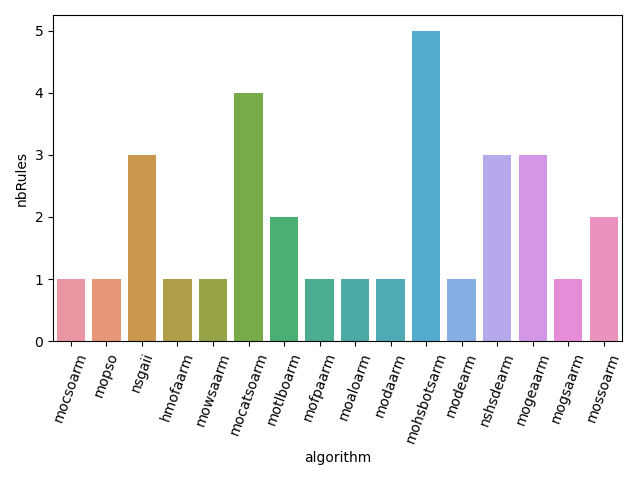 nbRules
5
4
3
2
1
0
mocsoarm
mopso
nsgaii
hmofaarm
mowsaarm
mocatsoarm
motlboarm
mofpaarm
moaloarm
modaarm
mohsbotsarm
modearm
nshsdearm
mogeaarm
mogsaarm
mossoarm
algorithm